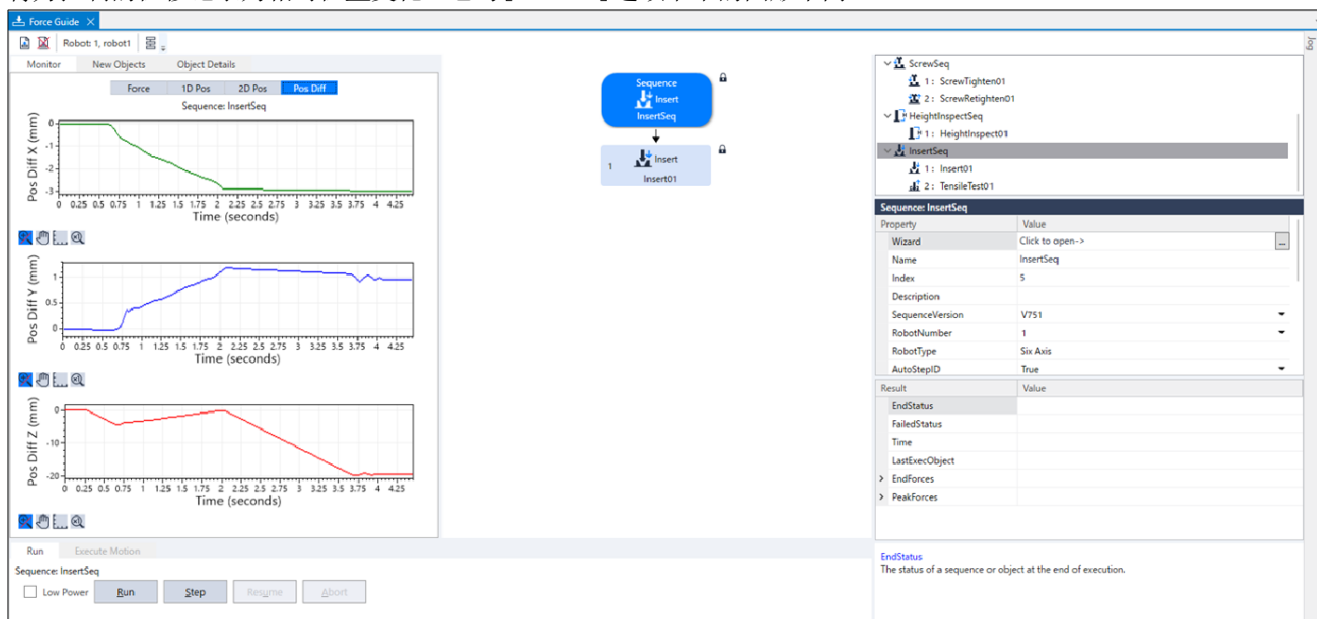 Force Guide
Robot: 1, robot1
Jog
Monitor New Objects Object Details
Force 1D Pos 2D Pos Pos Diff
Sequence: InsertSeq
Pos Diff X (mm)
0
-1
-2
-3
0 0.25 0.5 0.75 1 1.25 1.5 1.75 2 2.25 2.5 2.75 3 3.25 3.5 3.75 4 4.25
Time (seconds)
Pos Diff Y (mm)
1
0.5
0
0 0.25 0.5 0.75 1 1.25 1.5 1.75 2 2.25 2.5 2.75 3 3.25 3.5 3.75 4 4.25
Time (seconds)
Pos Diff Z (mm)
0
-10
-20
0 0.25 0.5 0.75 1 1.25 1.5 1.75 2 2.25 2.5 2.75 3 3.25 3.5 3.75 4 4.25
Time (seconds)
Run Execute Motion
Sequence: InsertSeq
Low Power Run Step Resume Abort
Sequence
Insert
InsertSeq
1 Insert
Insert01
ScrewSeq
1: ScrewTighten01
2: ScrewRetighten01
HeightInspectSeq
1: HeightInspect01
InsertSeq
1: Insert01
2: TensileTest01
Sequence: InsertSeq
Property Value
Wizard Click to open-> ...
Name InsertSeq
Index 5
Description
SequenceVersion V751
RobotNumber 1
RobotType Six Axis
AutoStepID True
Result Value
EndStatus
FailedStatus
Time
LastExecObject
EndForces
PeakForces
EndStatus
The status of a sequence or object at the end of execution.